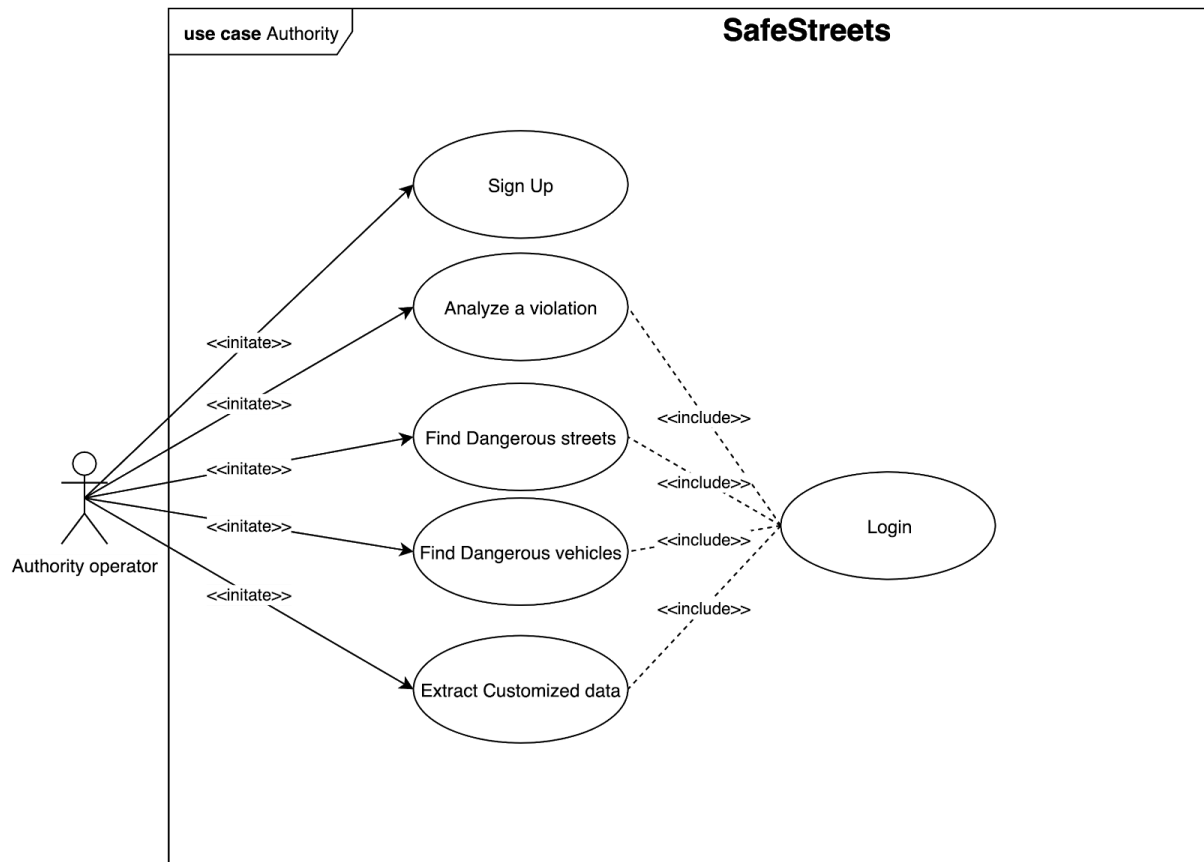 use case Authority
SafeStreets
Sign Up
Analyze a violation
<<initate>>
<<initate>>
<<include>>
Find Dangerous streets
<<initate>>
<<include>>
<<initate>>
Login
<<include>>
Find Dangerous vehicles
Authority operator
<<initate>>
<<include>>
Extract Customized data